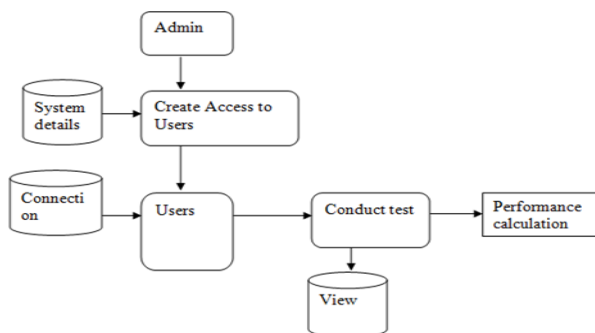 Admin
System
details
Create Access to
Users
Connecti
on
Users
Conduct test
Performance
calculation
View